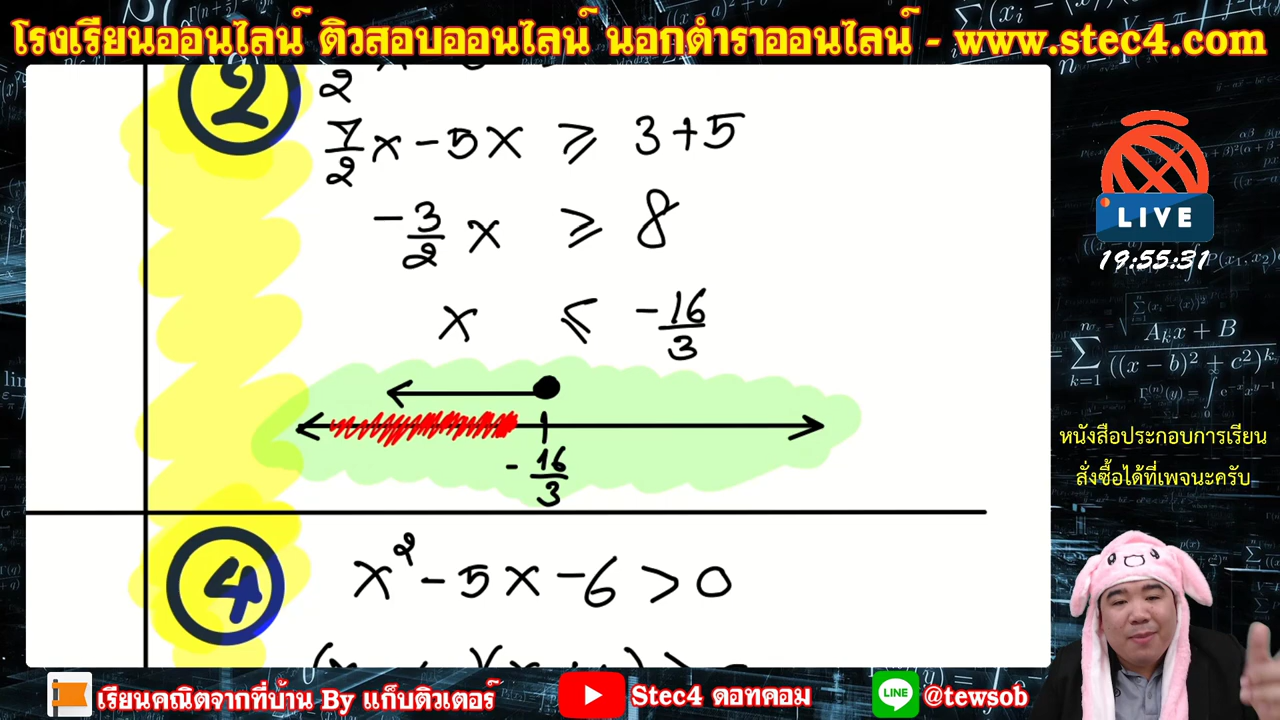 โรงเรียนออนไลน์ ติวสอบออนไลน์ นอกตำราออนไลน์ - www.stec4.com
2
7/2 x - 5x ≥ 3+5
-3/2 x ≥ 8
x ≤ -16/3
-16/3
4
x² - 5x - 6 > 0
LIVE
19:55:31
หนังสือประกอบการเรียน
สั่งซื้อได้ที่เพจนะครับ
เรียนคณิตจากที่บ้าน By แก็บติวเตอร์
Stec4 ดอทคอม
LINE
@tewsob